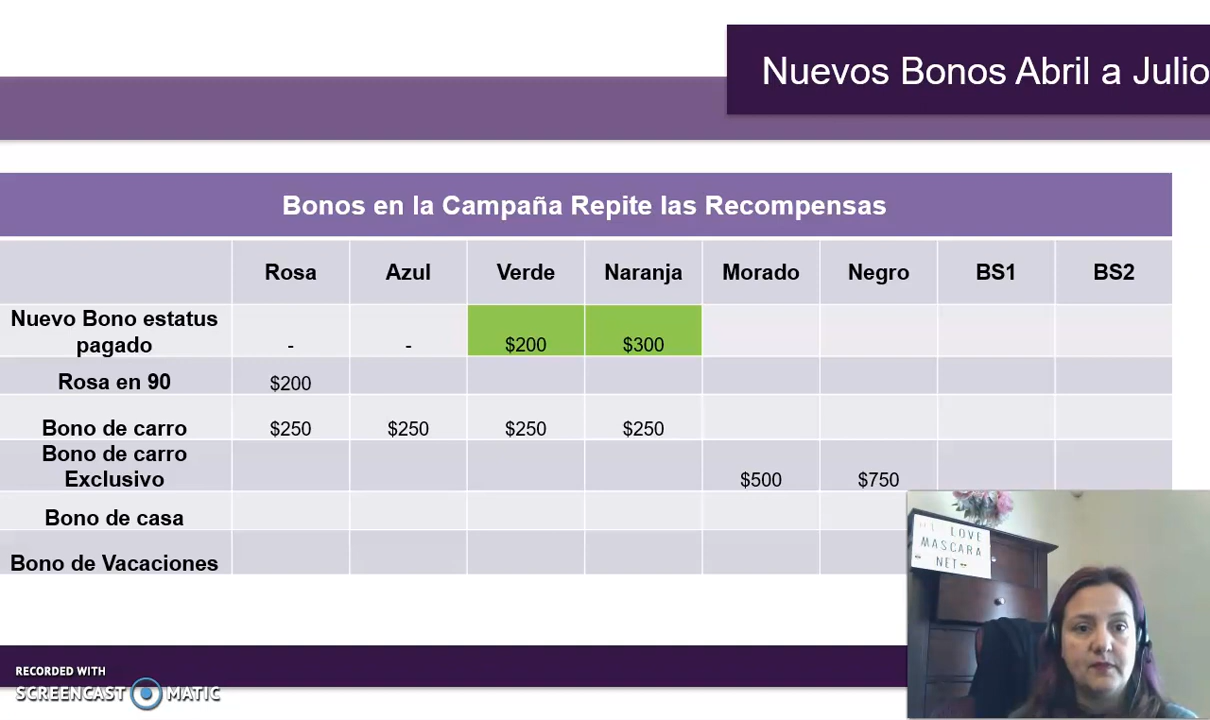 Nuevos Bonos Abril a Julio
Bonos en la Campaña Repite las Recompensas
Rosa Azul Verde Naranja Morado Negro BS1 BS2
Nuevo Bono estatus
pagado - - $200 $300
Rosa en 90 $200
Bono de carro $250 $250 $250 $250
Bono de carro
Exclusivo $500 $750
Bono de casa
Bono de Vacaciones
LOVE
MASCARA
NET
RECORDED WITH
SCREENCAST MATIC